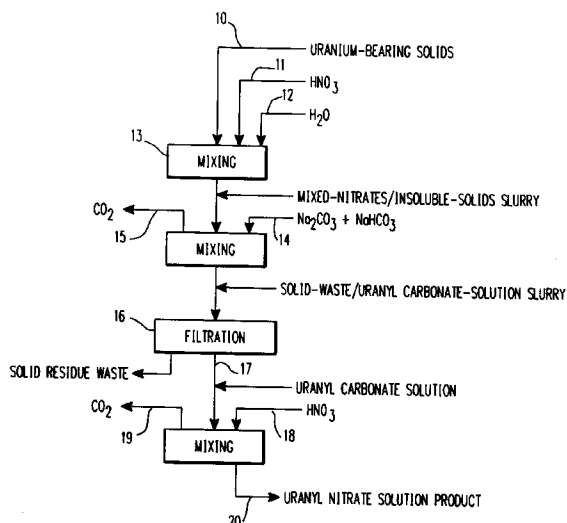 10
URANIUM-BEARING SOLIDS
11
HNO3
12
H2O
13
MIXING
MIXED-NITRATES/INSOLUBLE-SOLIDS SLURRY
CO2
Na2CO3 + NaHCO3
15
MIXING
14
SOLID-WASTE/URANYL CARBONATE-SOLUTION SLURRY
16
FILTRATION
17
SOLID RESIDUE WASTE
URANYL CARBONATE SOLUTION
CO2
HNO3
19
MIXING
18
URANYL NITRATE SOLUTION PRODUCT
20